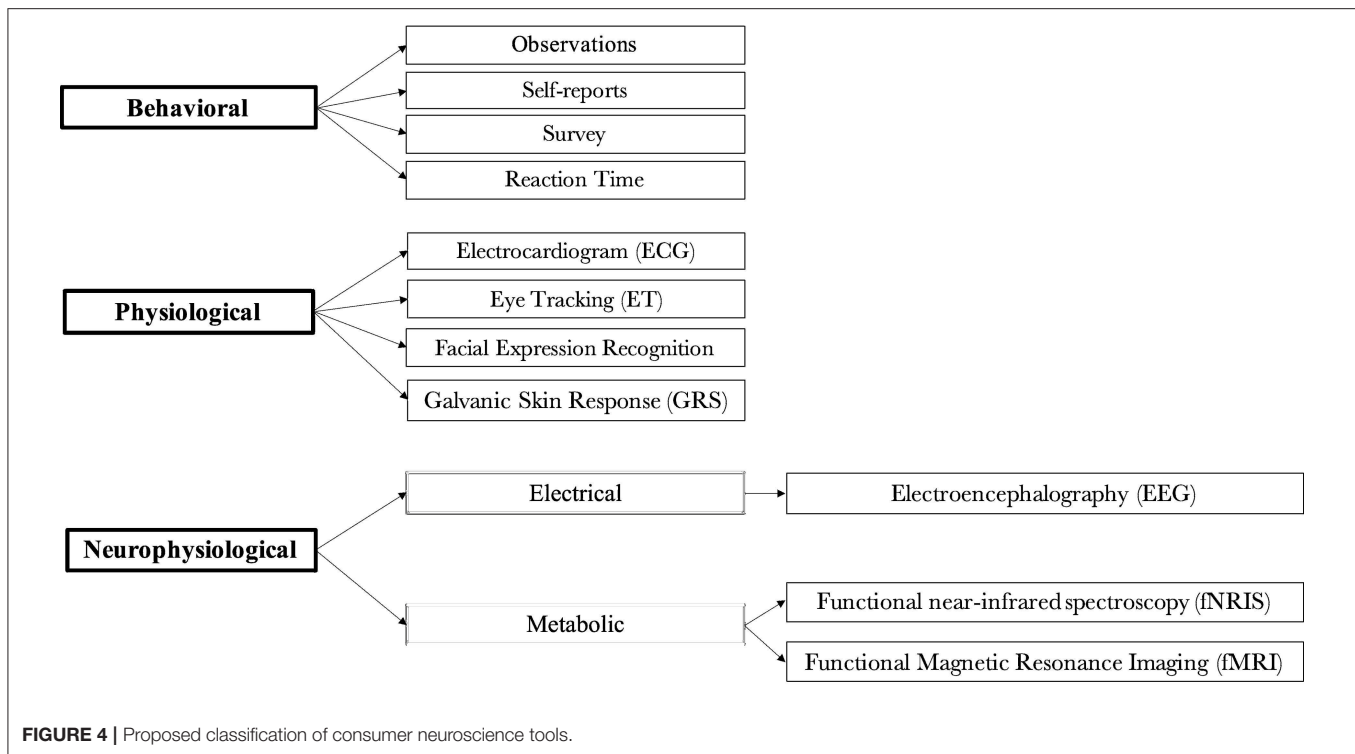 Behavioral
Observations
Self-reports
Survey
Reaction Time
Physiological
Electrocardiogram (ECG)
Eye Tracking (ET)
Facial Expression Recognition
Galvanic Skin Response (GRS)
Neurophysiological
Electrical
Electroencephalography (EEG)
Metabolic
Functional near-infrared spectroscopy (fNRIS)
Functional Magnetic Resonance Imaging (fMRI)
FIGURE 4 | Proposed classification of consumer neuroscience tools.